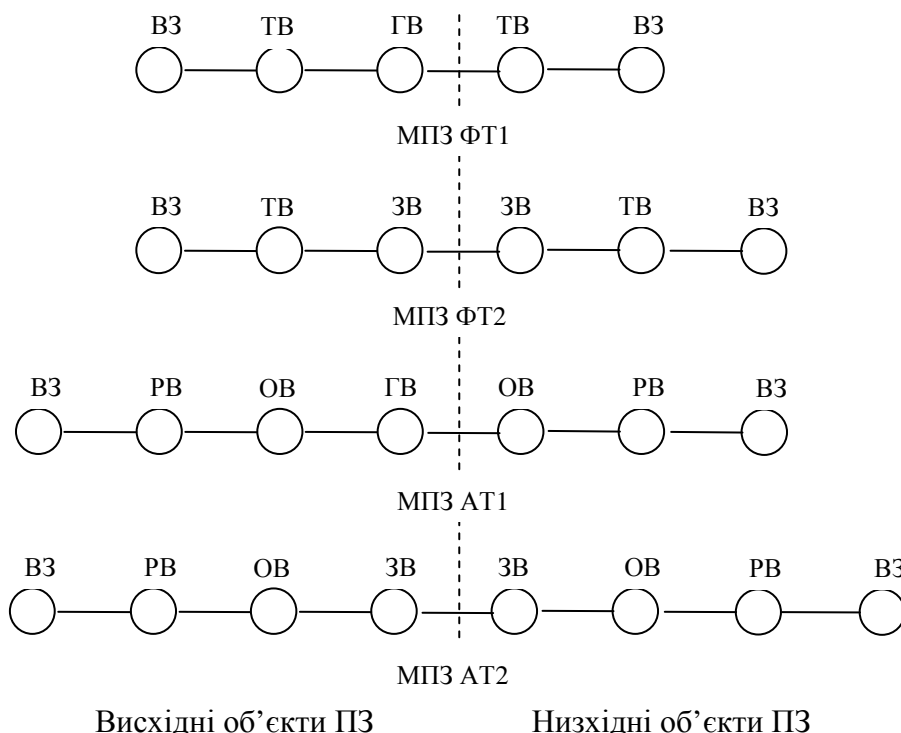 ВЗ ТВ ГВ ТВ ВЗ
МПЗ ФТ1
ВЗ ТВ ЗВ ЗВ ТВ ВЗ
МПЗ ФТ2
ВЗ РВ ОВ ГВ ОВ РВ ВЗ
МПЗ АТ1
ВЗ РВ ОВ ЗВ ЗВ ОВ РВ ВЗ
МПЗ АТ2
Висхідні об’єкти ПЗ Низхідні об’єкти ПЗ